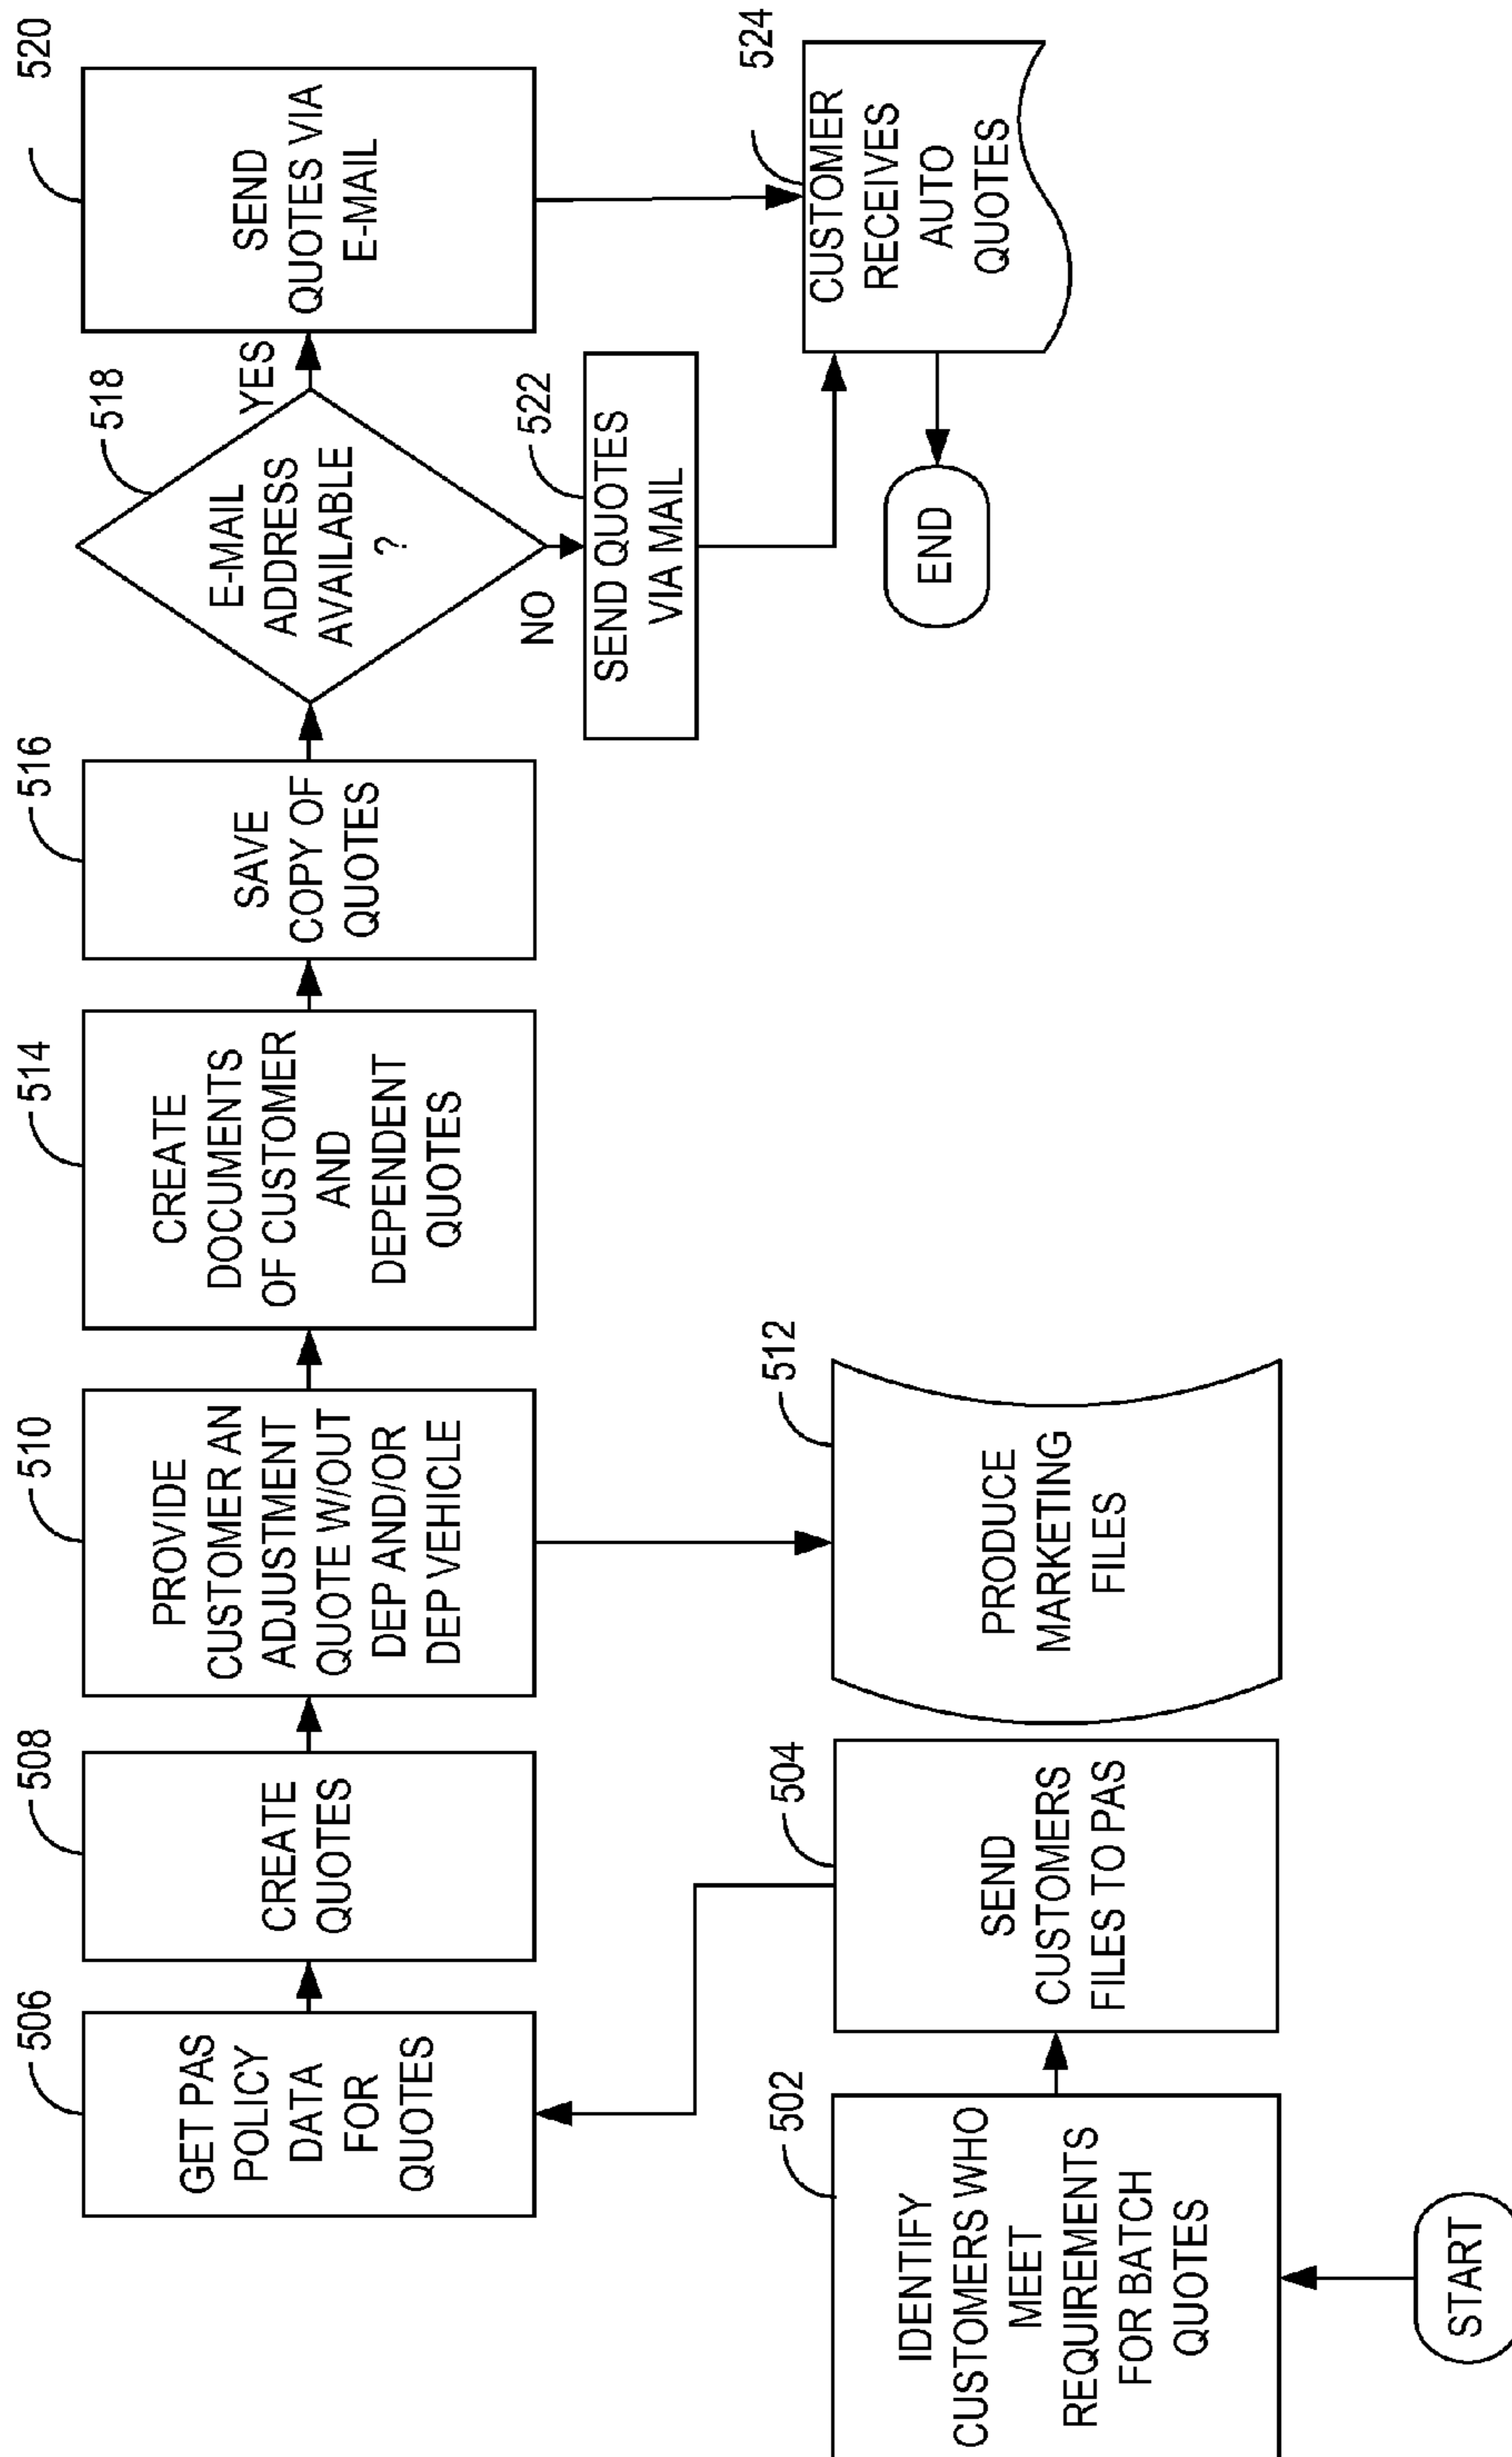 START
502
IDENTIFY
CUSTOMERS WHO
MEET
REQUIREMENTS
FOR BATCH
QUOTES
504
SEND
CUSTOMERS
FILES TO PAS
506
GET PAS
POLICY
DATA
FOR
QUOTES
508
CREATE
QUOTES
510
PROVIDE
CUSTOMER AN
ADJUSTMENT
QUOTE W/OUT
DEP AND/OR
DEP VEHICLE
512
PRODUCE
MARKETING
FILES
514
CREATE
DOCUMENTS
OF CUSTOMER
AND
DEPENDENT
QUOTES
516
SAVE
COPY OF
QUOTES
518
E-MAIL
ADDRESS
AVAILABLE
?
YES
NO
520
SEND
QUOTES VIA
E-MAIL
522
SEND QUOTES
VIA MAIL
524
CUSTOMER
RECEIVES
AUTO
QUOTES
END